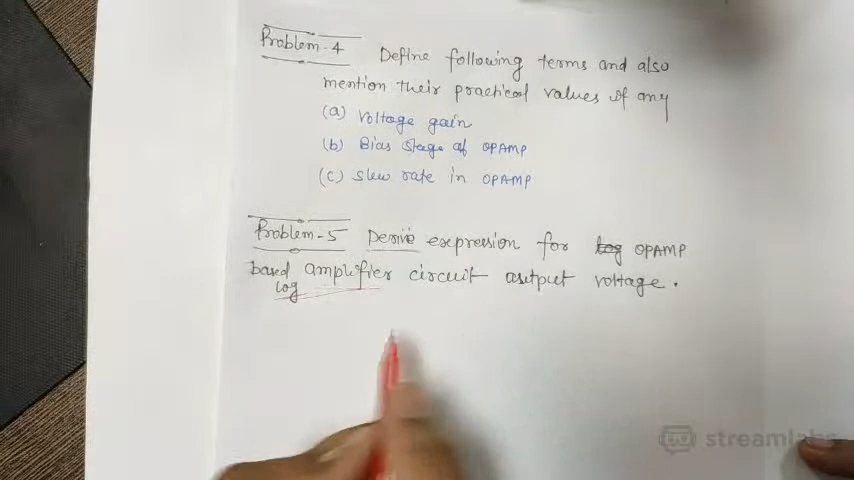 Problem-4 Define following terms and also
mention their practical values if any
(a) voltage gain
(b) Bias stage of OPAMP
(c) slew rate in OPAMP
Problem-5 Derive expression for log OPAMP
based amplifier circuit output voltage.
log
streamlabs